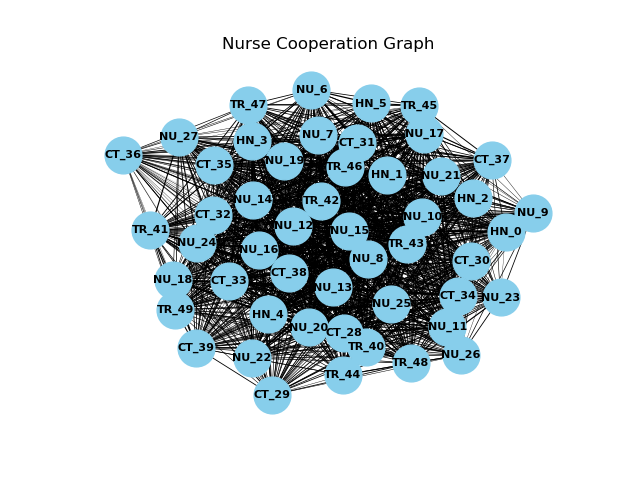 Nurse Cooperation Graph
NU_6
TR_47
HN_5
TR_45
NU_27
HN_3
NU_7
CT_31
NU_17
CT_36
CT_35
NU_19
TR_46
HN_1
NU_21
CT_37
NU_14
TR_42
HN_2
CT_32
NU_10
NU_9
TR_41
NU_12
NU_15
HN_0
NU_24
NU_16
NU_8
TR_43
CT_30
NU_18
CT_33
CT_38
NU_13
CT_34
NU_23
TR_49
HN_4
NU_25
NU_20
CT_28
NU_11
CT_39
NU_22
TR_40
NU_26
TR_44
TR_48
CT_29